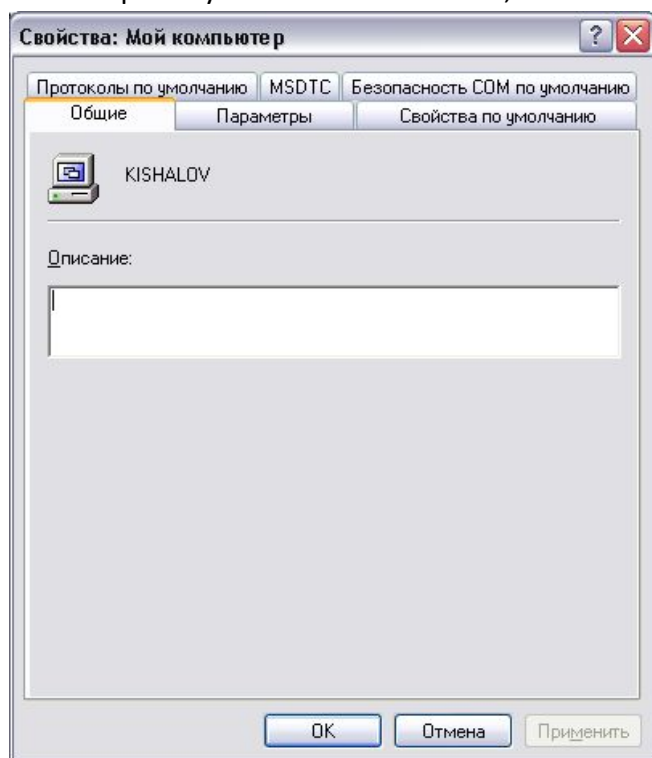 Свойства: Мой компьютер
Протоколы по умолчанию MSDTC Безопасность COM по умолчанию
Общие Параметры Свойства по умолчанию
KISHALOV
Описание:
OK Отмена Применить